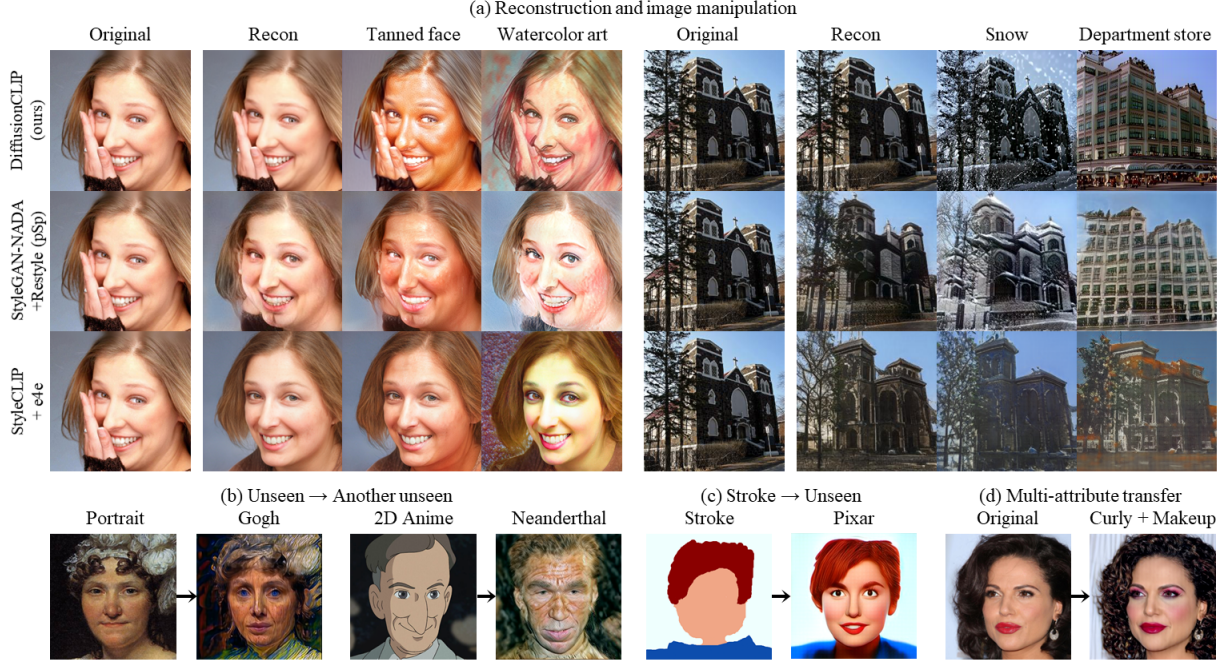 (a) Reconstruction and image manipulation
Original Recon Tanned face Watercolor art Original Recon Snow Department store
DiffusionCLIP
(ours)
StyleGAN-NADA
+Restyle (pSp)
StyleCLIP
+ e4e
(b) Unseen → Another unseen
Portrait Gogh 2D Anime Neanderthal
(c) Stroke → Unseen
Stroke Pixar
(d) Multi-attribute transfer
Original Curly + Makeup